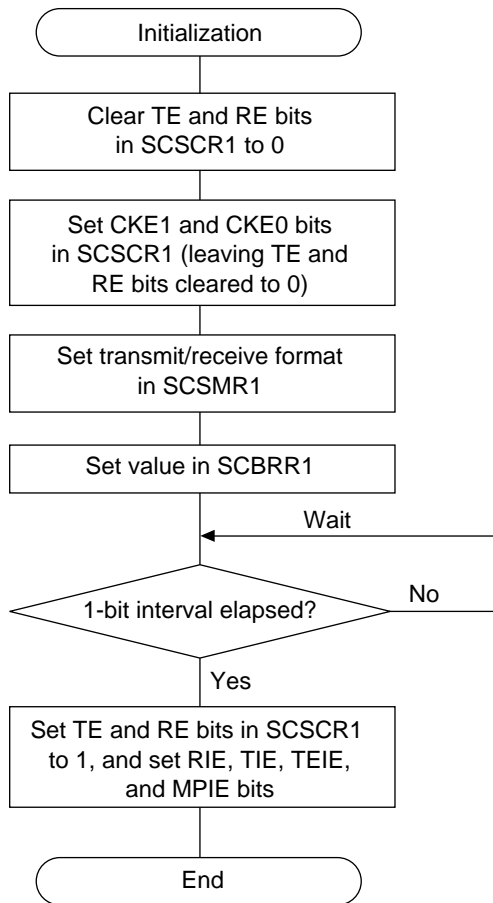 Initialization
Clear TE and RE bits
in SCSCR1 to 0
Set CKE1 and CKE0 bits
in SCSCR1 (leaving TE and
RE bits cleared to 0)
Set transmit/receive format
in SCSMR1
Set value in SCBRR1
Wait
1-bit interval elapsed?
No
Yes
Set TE and RE bits in SCSCR1
to 1, and set RIE, TIE, TEIE,
and MPIE bits
End